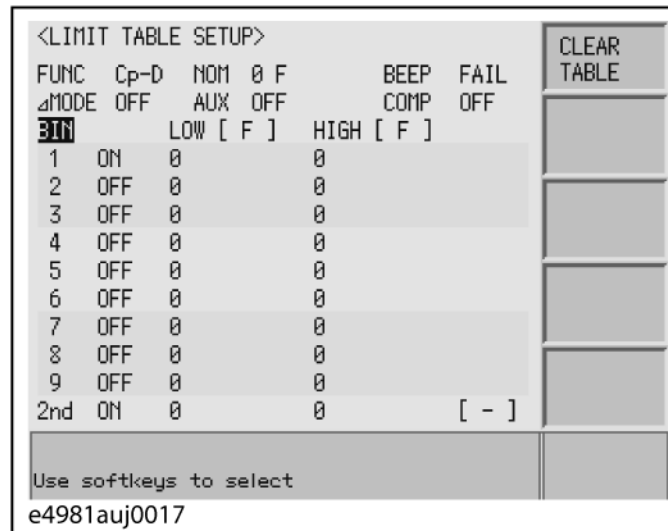 <LIMIT TABLE SETUP>
CLEAR TABLE
FUNC Cp-D NOM 0 F BEEP FAIL
⊿MODE OFF AUX OFF COMP OFF
BIN LOW [ F ] HIGH [ F ]
1 ON 0 0
2 OFF 0 0
3 OFF 0 0
4 OFF 0 0
5 OFF 0 0
6 OFF 0 0
7 OFF 0 0
8 OFF 0 0
9 OFF 0 0
2nd ON 0 0 [ - ]
Use softkeys to select
e4981auj0017